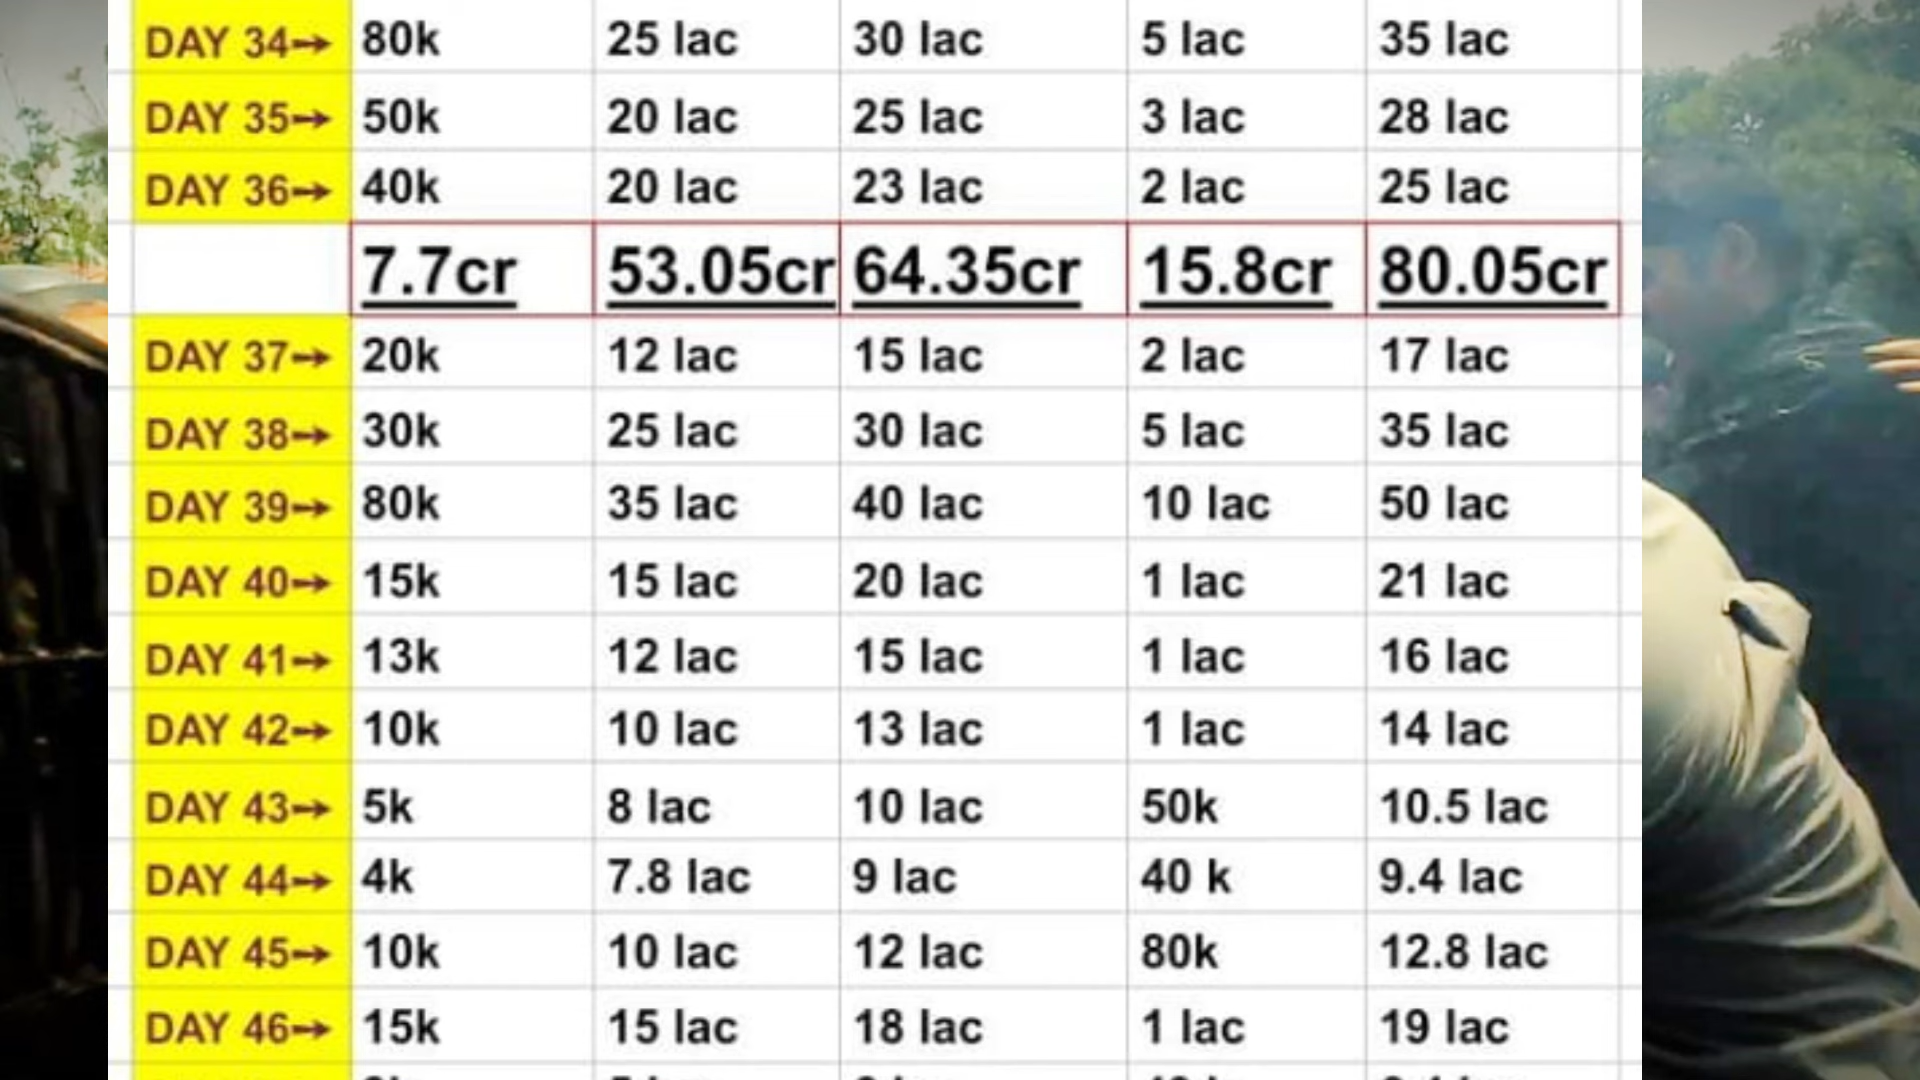 DAY 34→ 80k 25 lac 30 lac 5 lac 35 lac
DAY 35→ 50k 20 lac 25 lac 3 lac 28 lac
DAY 36→ 40k 20 lac 23 lac 2 lac 25 lac
7.7cr 53.05cr 64.35cr 15.8cr 80.05cr
DAY 37→ 20k 12 lac 15 lac 2 lac 17 lac
DAY 38→ 30k 25 lac 30 lac 5 lac 35 lac
DAY 39→ 80k 35 lac 40 lac 10 lac 50 lac
DAY 40→ 15k 15 lac 20 lac 1 lac 21 lac
DAY 41→ 13k 12 lac 15 lac 1 lac 16 lac
DAY 42→ 10k 10 lac 13 lac 1 lac 14 lac
DAY 43→ 5k 8 lac 10 lac 50k 10.5 lac
DAY 44→ 4k 7.8 lac 9 lac 40 k 9.4 lac
DAY 45→ 10k 10 lac 12 lac 80k 12.8 lac
DAY 46→ 15k 15 lac 18 lac 1 lac 19 lac